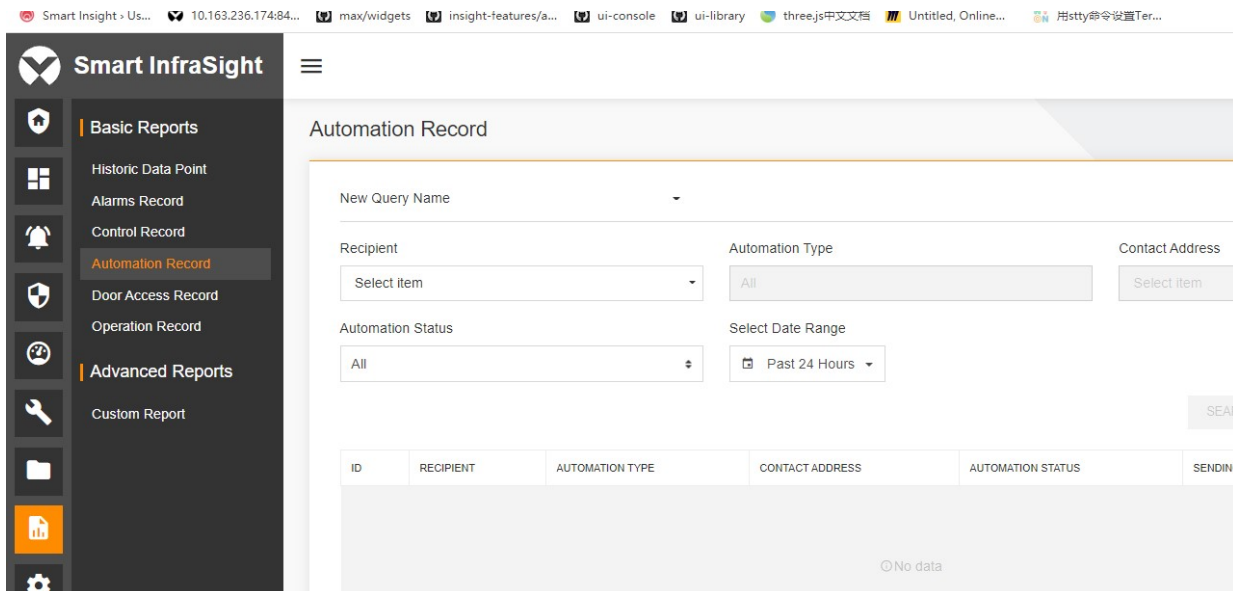 Smart Insight › Us... 10.163.236.174:84... max/widgets insight-features/a... ui-console ui-library three.js中文文档 Untitled, Online... 用stty命令设置Ter...
Smart InfraSight
Basic Reports
Historic Data Point
Alarms Record
Control Record
Automation Record
Door Access Record
Operation Record
Advanced Reports
Custom Report
Automation Record
New Query Name
Recipient Automation Type Contact Address
Select item All Select item
Automation Status Select Date Range
All Past 24 Hours
SEA
ID RECIPIENT AUTOMATION TYPE CONTACT ADDRESS AUTOMATION STATUS SENDIN
No data